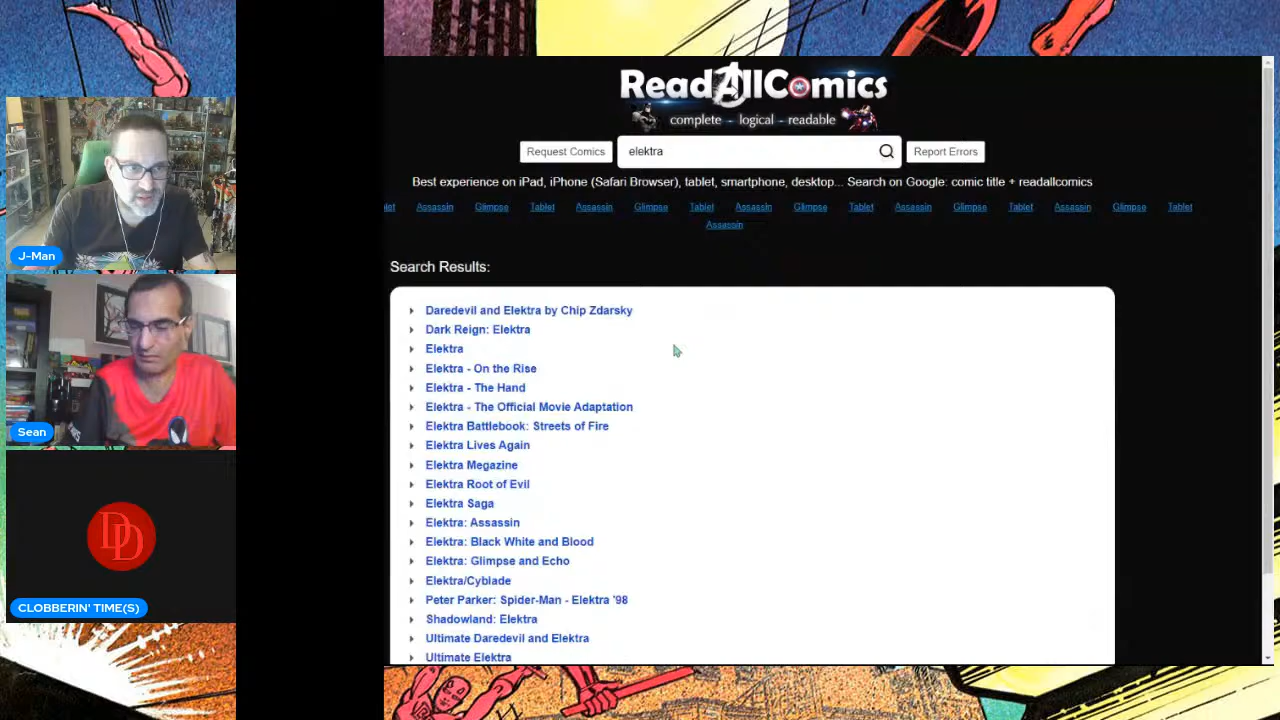 J-Man
Sean
DD
CLOBBERIN' TIME(S)
ReadAllComics
complete - logical - readable
Request Comics
elektra
Report Errors
Best experience on iPad, iPhone (Safari Browser), tablet, smartphone, desktop... Search on Google: comic title + readallcomics
let Assassin Glimpse Tablet Assassin Glimpse Tablet Assassin Glimpse Tablet Assassin Glimpse Tablet Assassin Glimpse Tablet
Assassin
Search Results:
Daredevil and Elektra by Chip Zdarsky
Dark Reign: Elektra
Elektra
Elektra - On the Rise
Elektra - The Hand
Elektra - The Official Movie Adaptation
Elektra Battlebook: Streets of Fire
Elektra Lives Again
Elektra Megazine
Elektra Root of Evil
Elektra Saga
Elektra: Assassin
Elektra: Black White and Blood
Elektra: Glimpse and Echo
Elektra/Cyblade
Peter Parker: Spider-Man - Elektra '98
Shadowland: Elektra
Ultimate Daredevil and Elektra
Ultimate Elektra